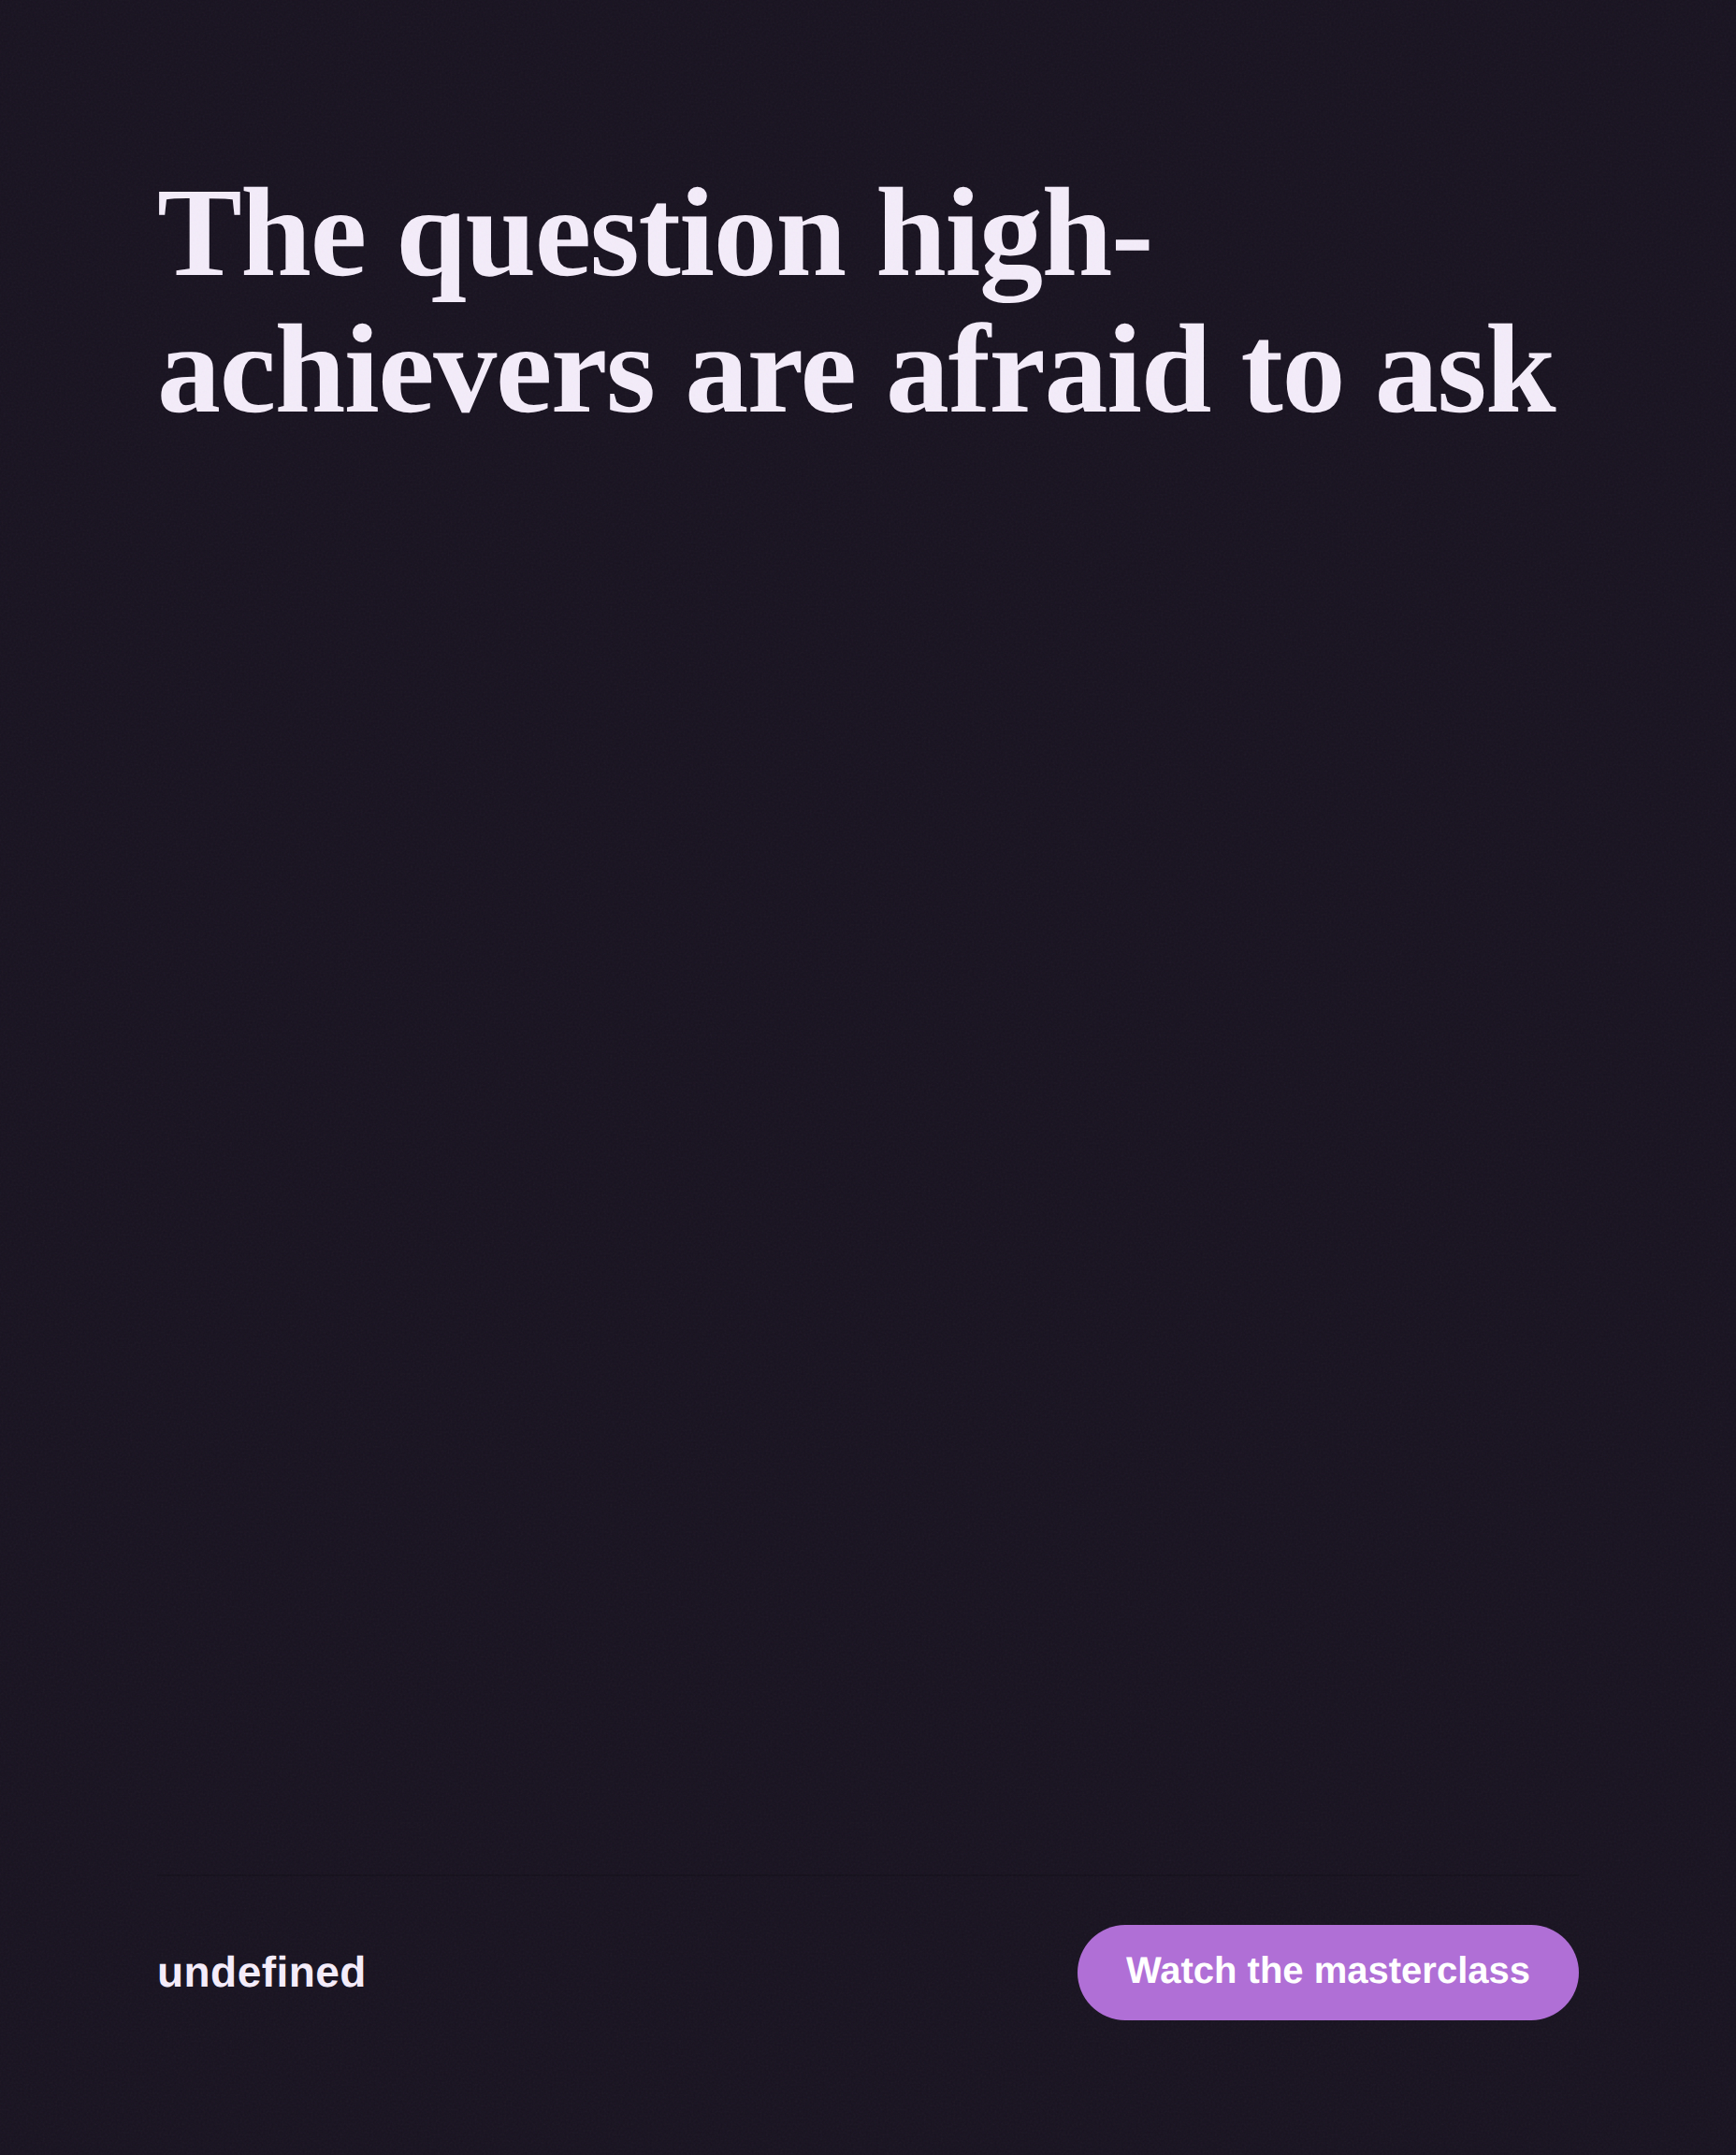 The question high-
achievers are afraid to ask
undefined
Watch the masterclass